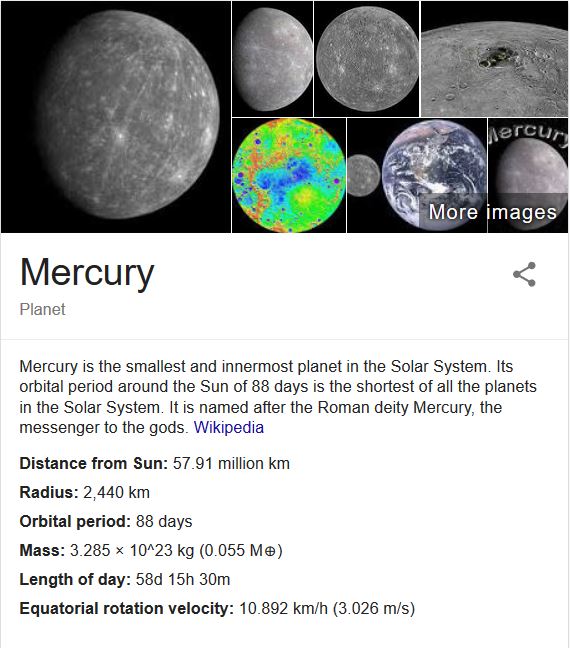 Mercury
More images
Mercury
Planet
Mercury is the smallest and innermost planet in the Solar System. Its
orbital period around the Sun of 88 days is the shortest of all the planets
in the Solar System. It is named after the Roman deity Mercury, the
messenger to the gods. Wikipedia
Distance from Sun: 57.91 million km
Radius: 2,440 km
Orbital period: 88 days
Mass: 3.285 × 10^23 kg (0.055 M⊕)
Length of day: 58d 15h 30m
Equatorial rotation velocity: 10.892 km/h (3.026 m/s)